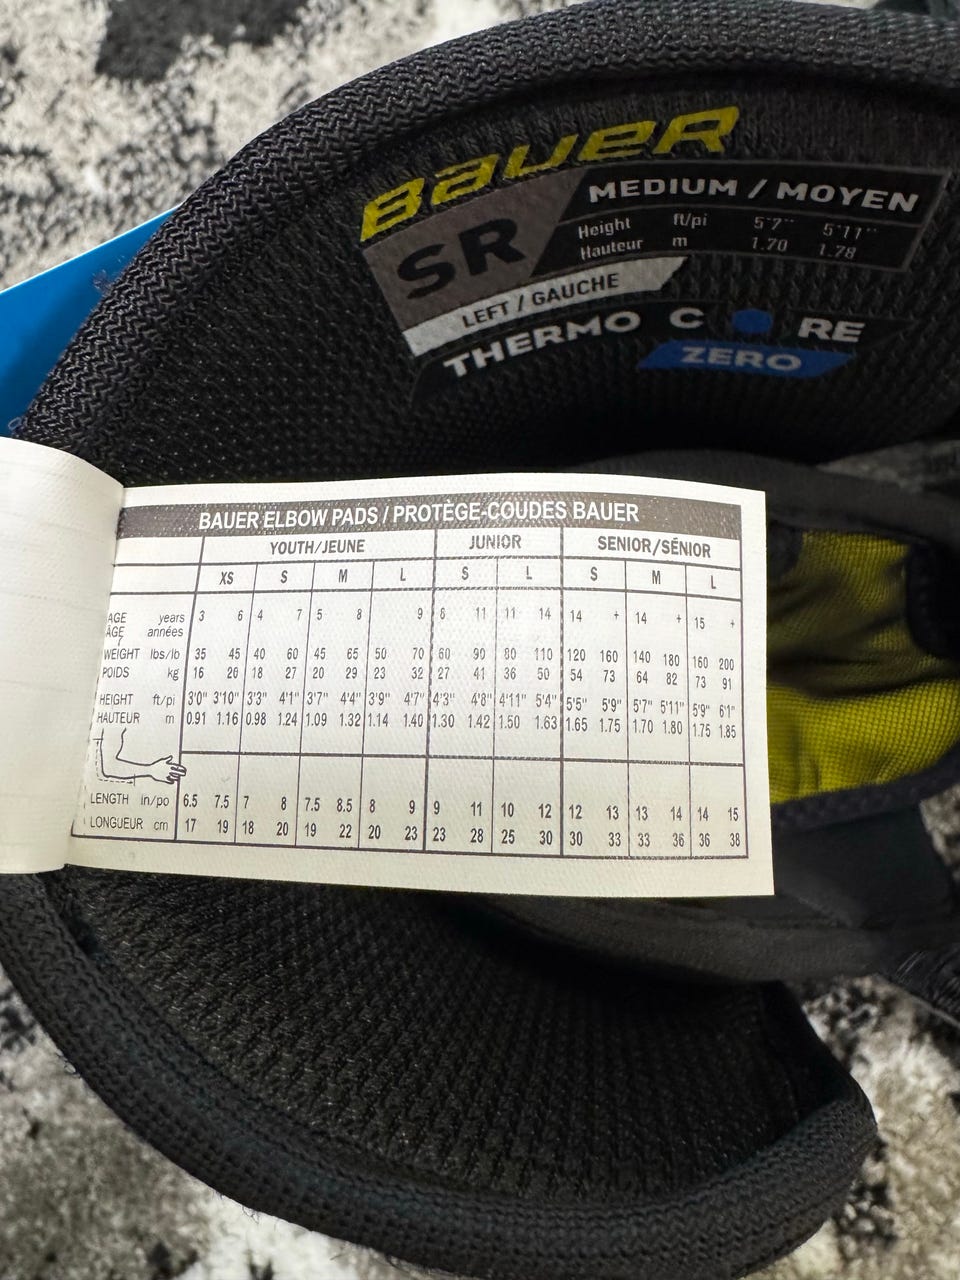 BAUER
SR
MEDIUM / MOYEN
Height ft/pi 5'7" 5'11"
Hauteur m 1.70 1.78
LEFT / GAUCHE
THERMO CORE
ZERO
BAUER ELBOW PADS / PROTÈGE-COUDES BAUER
YOUTH/JEUNE JUNIOR SENIOR/SÉNIOR
XS S M L S L S M L
AGE years 3 6 4 7 5 8 9 8 11 11 14 14 + 14 + 15 +
ÂGE années
WEIGHT lbs/lb 35 45 40 60 45 65 50 70 60 90 80 110 120 160 140 180 160 200
POIDS kg 16 26 18 27 20 29 23 32 27 41 36 50 54 73 64 82 73 91
HEIGHT ft/pi 3'0" 3'10" 3'3" 4'1" 3'7" 4'4" 3'9" 4'7" 4'3" 4'8" 4'11" 5'4" 5'5" 5'9" 5'7" 5'11" 5'9" 6'1"
HAUTEUR m 0.91 1.16 0.98 1.24 1.09 1.32 1.14 1.40 1.30 1.42 1.50 1.63 1.65 1.75 1.70 1.80 1.75 1.85
LENGTH in/po 6.5 7.5 7 8 7.5 8.5 8 9 9 11 10 12 12 13 13 14 14 15
LONGUEUR cm 17 19 18 20 19 22 20 23 23 28 25 30 30 33 33 36 36 38